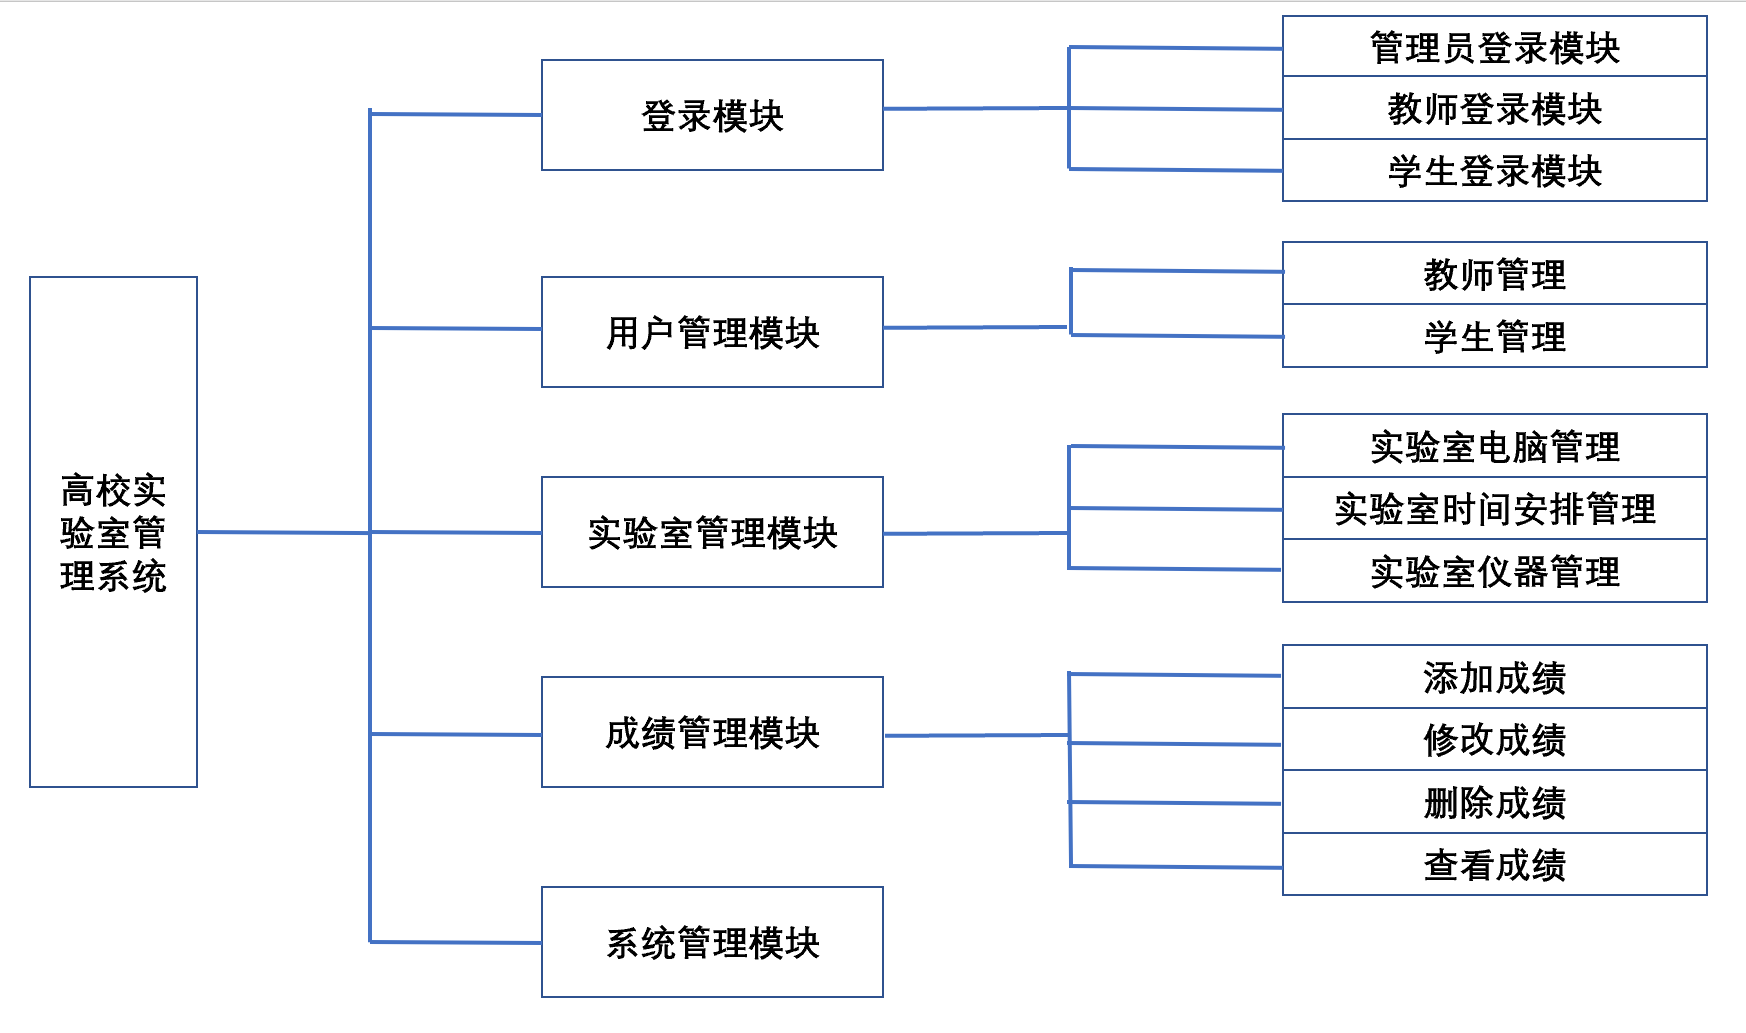 高校实
验室管
理系统
登录模块
管理员登录模块
教师登录模块
学生登录模块
用户管理模块
教师管理
学生管理
实验室管理模块
实验室电脑管理
实验室时间安排管理
实验室仪器管理
成绩管理模块
添加成绩
修改成绩
删除成绩
查看成绩
系统管理模块